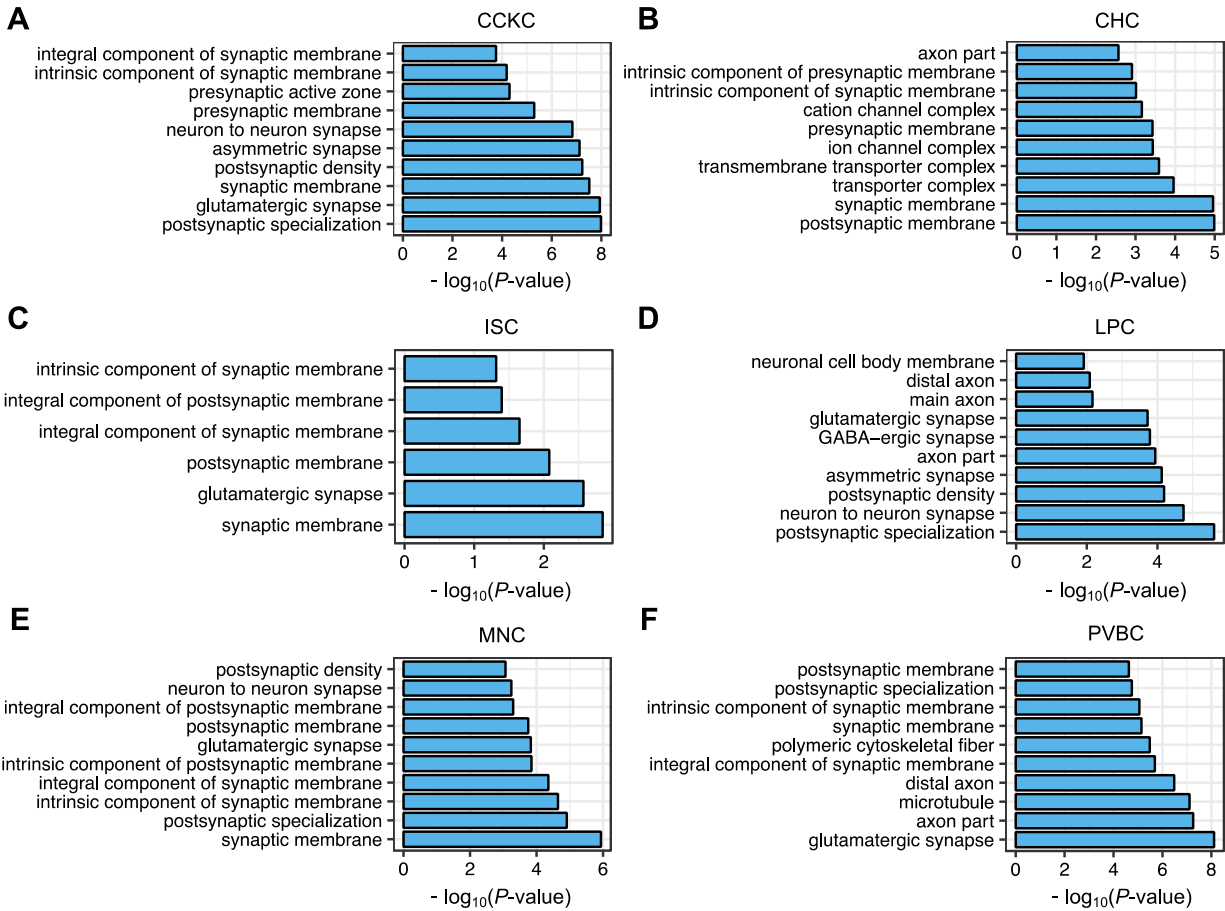 A
CCKC
integral component of synaptic membrane
intrinsic component of synaptic membrane
presynaptic active zone
presynaptic membrane
neuron to neuron synapse
asymmetric synapse
postsynaptic density
synaptic membrane
glutamatergic synapse
postsynaptic specialization
0 2 4 6 8
- log₁₀(P-value)
B
CHC
axon part
intrinsic component of presynaptic membrane
intrinsic component of synaptic membrane
cation channel complex
presynaptic membrane
ion channel complex
transmembrane transporter complex
transporter complex
synaptic membrane
postsynaptic membrane
0 1 2 3 4 5
- log₁₀(P-value)
C
ISC
intrinsic component of synaptic membrane
integral component of postsynaptic membrane
integral component of synaptic membrane
postsynaptic membrane
glutamatergic synapse
synaptic membrane
0 1 2
- log₁₀(P-value)
D
LPC
neuronal cell body membrane
distal axon
main axon
glutamatergic synapse
GABA−ergic synapse
axon part
asymmetric synapse
postsynaptic density
neuron to neuron synapse
postsynaptic specialization
0 2 4
- log₁₀(P-value)
E
MNC
postsynaptic density
neuron to neuron synapse
integral component of postsynaptic membrane
postsynaptic membrane
glutamatergic synapse
intrinsic component of postsynaptic membrane
integral component of synaptic membrane
intrinsic component of synaptic membrane
postsynaptic specialization
synaptic membrane
0 2 4 6
- log₁₀(P-value)
F
PVBC
postsynaptic membrane
postsynaptic specialization
intrinsic component of synaptic membrane
synaptic membrane
polymeric cytoskeletal fiber
integral component of synaptic membrane
distal axon
microtubule
axon part
glutamatergic synapse
0 2 4 6 8
- log₁₀(P-value)